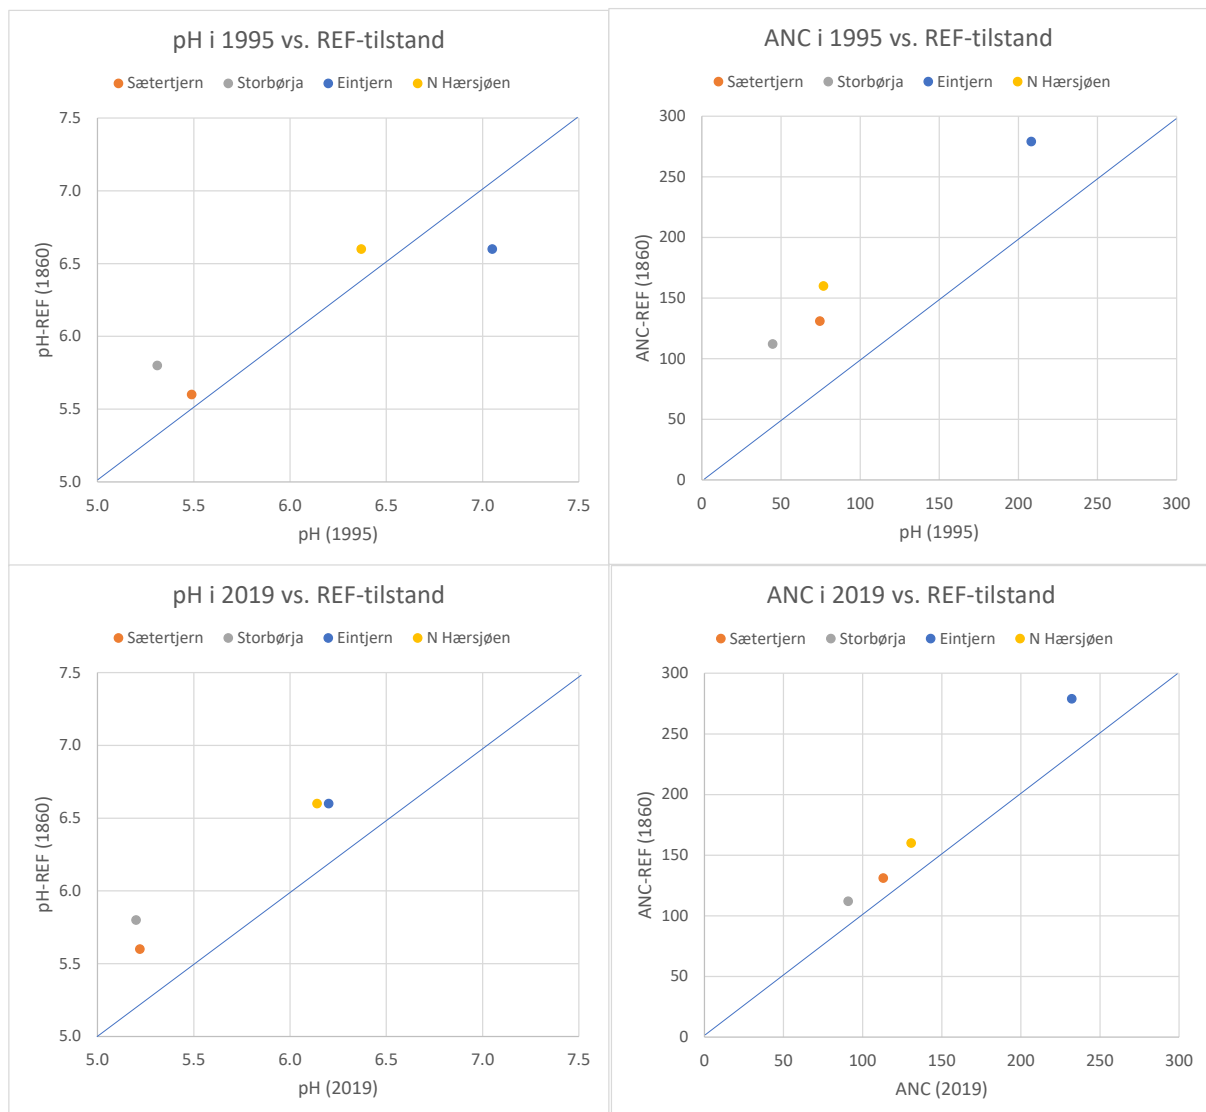 pH i 1995 vs. REF-tilstand
Sætertjern Storbørja Eintjern N Hærsjøen
7.5
7.0
6.5
6.0
5.5
5.0
pH-REF (1860)
5.0 5.5 6.0 6.5 7.0 7.5
pH (1995)
ANC i 1995 vs. REF-tilstand
Sætertjern Storbørja Eintjern N Hærsjøen
300
250
200
150
100
50
0
ANC-REF (1860)
0 50 100 150 200 250 300
pH (1995)
pH i 2019 vs. REF-tilstand
Sætertjern Storbørja Eintjern N Hærsjøen
7.5
7.0
6.5
6.0
5.5
5.0
pH-REF (1860)
5.0 5.5 6.0 6.5 7.0 7.5
pH (2019)
ANC i 2019 vs. REF-tilstand
Sætertjern Storbørja Eintjern N Hærsjøen
300
250
200
150
100
50
0
ANC-REF (1860)
0 50 100 150 200 250 300
ANC (2019)